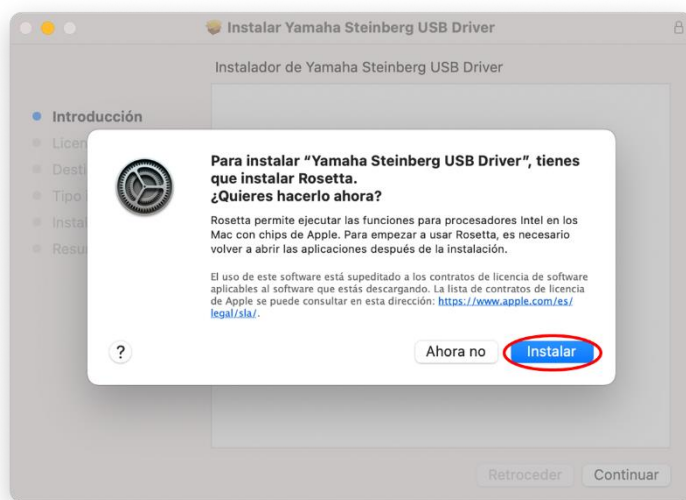 Instalar Yamaha Steinberg USB Driver
Instalador de Yamaha Steinberg USB Driver
Introducción
Licen
Desti
Tipo
Instal
Resu
Para instalar “Yamaha Steinberg USB Driver”, tienes
que instalar Rosetta.
¿Quieres hacerlo ahora?
Rosetta permite ejecutar las funciones para procesadores Intel en los
Mac con chips de Apple. Para empezar a usar Rosetta, es necesario
volver a abrir las aplicaciones después de la instalación.
El uso de este software está supeditado a los contratos de licencia de software
aplicables al software que estás descargando. La lista de contratos de licencia
de Apple se puede consultar en esta dirección: https://www.apple.com/es/
legal/sla/.
?
Ahora no
Instalar
Retroceder
Continuar